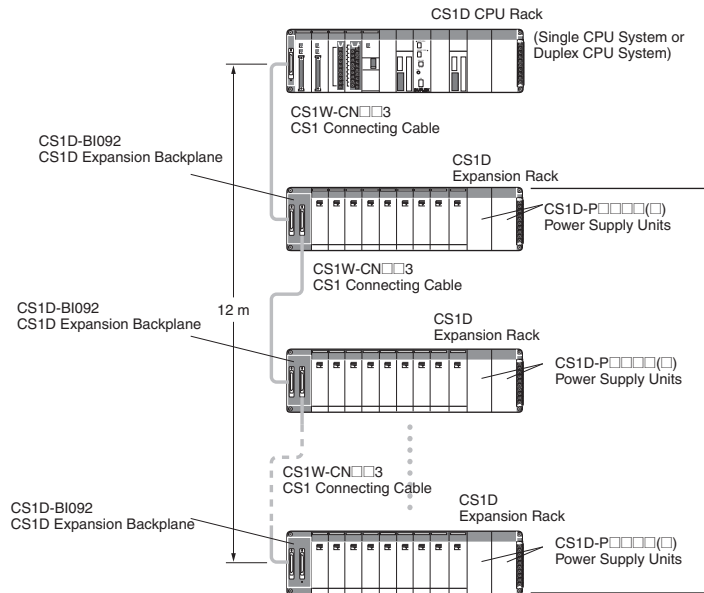 CS1D CPU Rack
(Single CPU System or
Duplex CPU System)
CS1W-CN□□3
CS1 Connecting Cable
CS1D-BI092
CS1D Expansion Backplane
CS1D
Expansion Rack
CS1D-P□□□□(□)
Power Supply Units
CS1W-CN□□3
CS1 Connecting Cable
CS1D-BI092
CS1D Expansion Backplane
12 m
CS1D
Expansion Rack
CS1D-P□□□□(□)
Power Supply Units
CS1W-CN□□3
CS1 Connecting Cable
CS1D-BI092
CS1D Expansion Backplane
CS1D
Expansion Rack
CS1D-P□□□□(□)
Power Supply Units